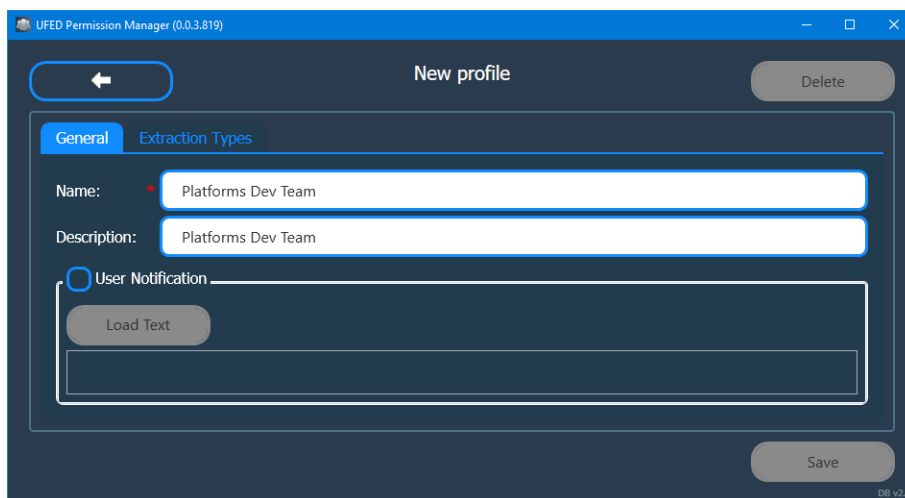 UFED Permission Manager (0.0.3.819)
New profile
Delete
General Extraction Types
Name: * Platforms Dev Team
Description: Platforms Dev Team
User Notification
Load Text
Save
DB v2